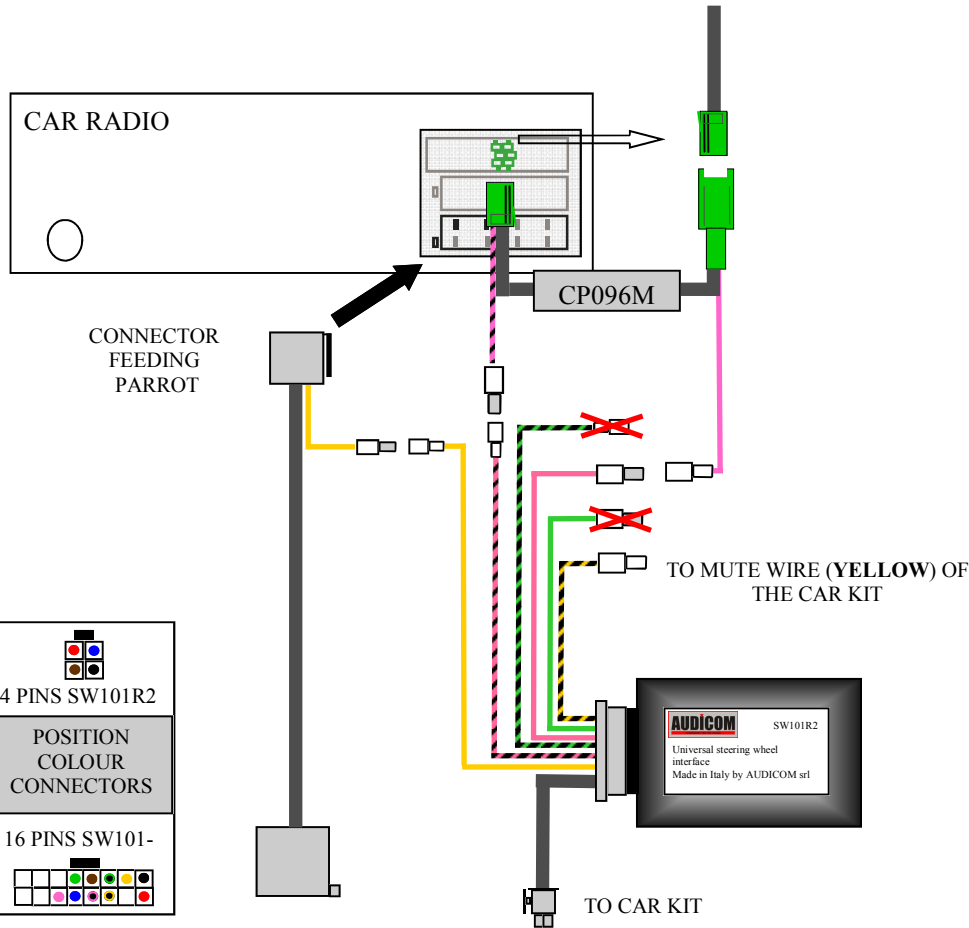 CAR RADIO
CP096M
CONNECTOR
FEEDING
PARROT
TO MUTE WIRE (YELLOW) OF
THE CAR KIT
4 PINS SW101R2
POSITION
COLOUR
CONNECTORS
16 PINS SW101-
AUDICOM SW101R2
Universal steering wheel
interface
Made in Italy by AUDICOM srl
TO CAR KIT